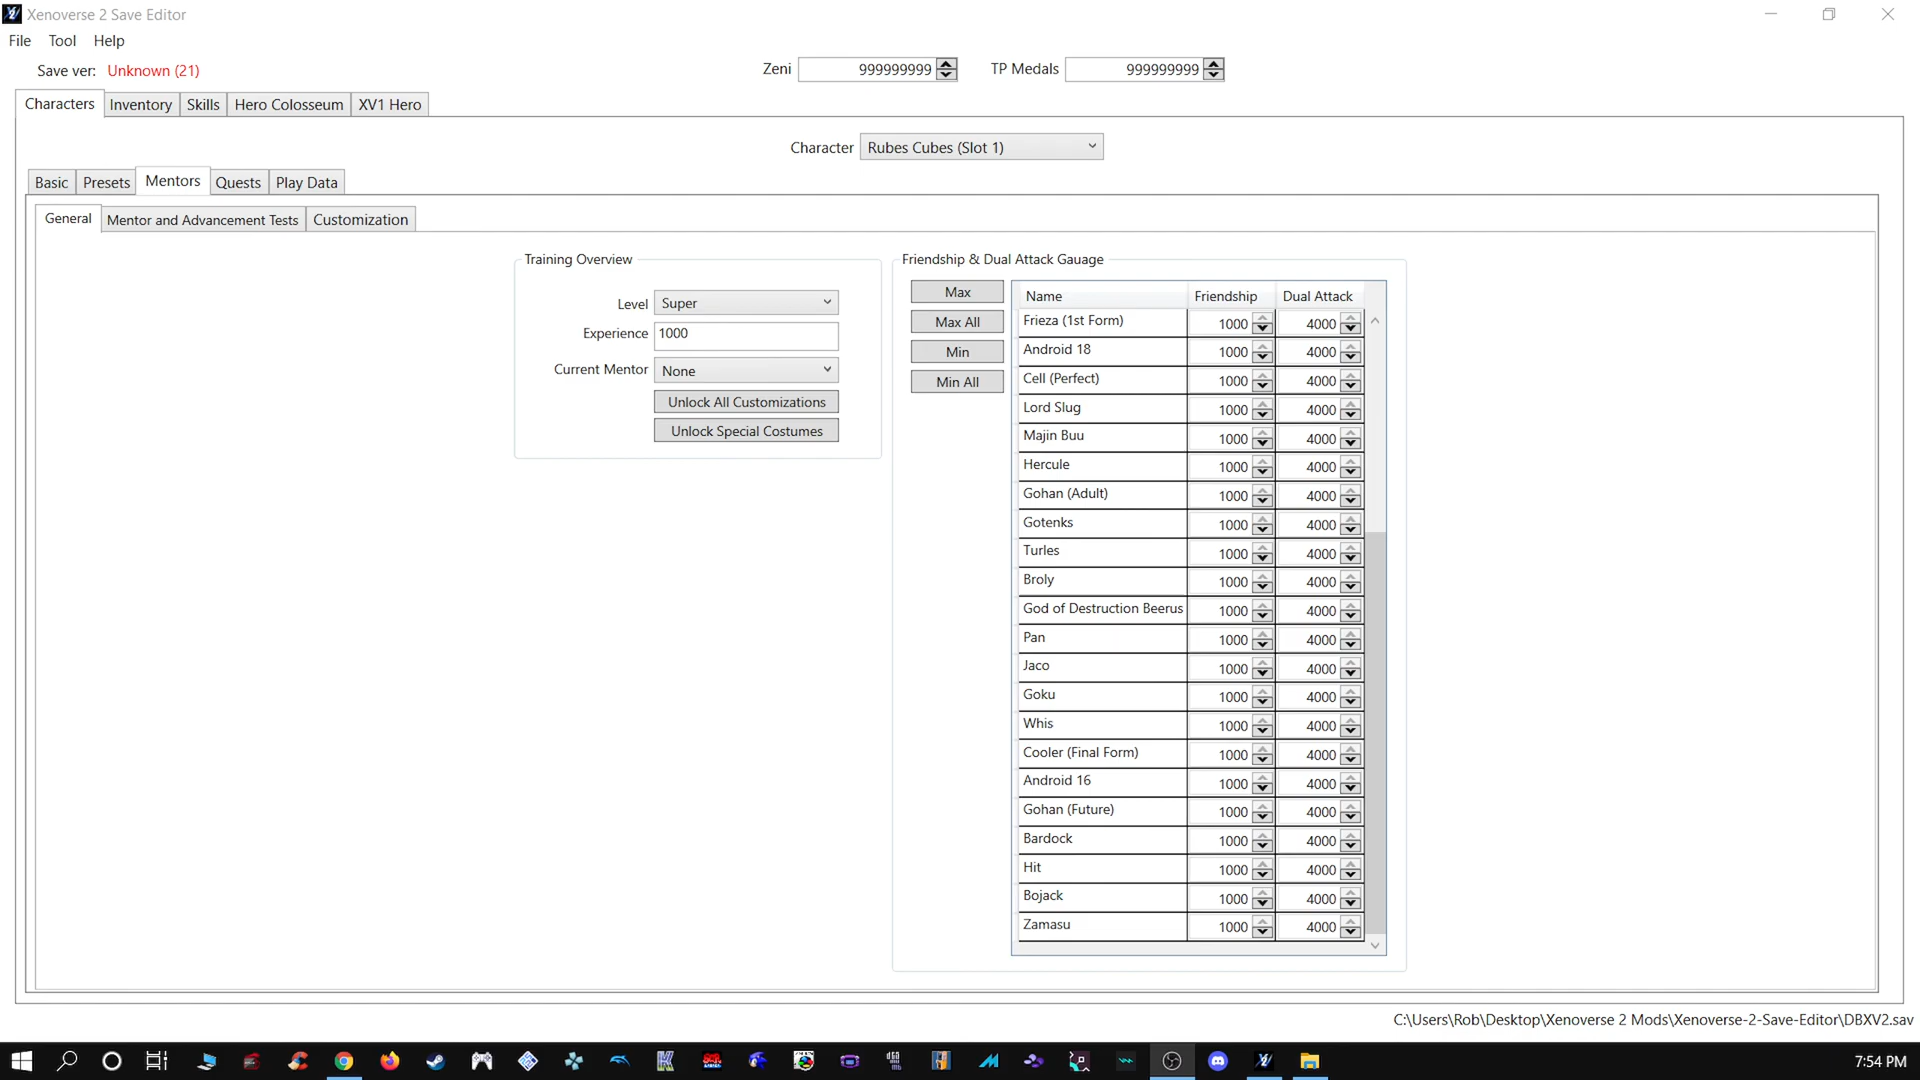 Xenoverse 2 Save Editor
File Tool Help
Save ver: Unknown (21)
Zeni 999999999 TP Medals 999999999
Characters Inventory Skills Hero Colosseum XV1 Hero
Character Rubes Cubes (Slot 1)
Basic Presets Mentors Quests Play Data
General Mentor and Advancement Tests Customization
Training Overview
Level Super
Experience 1000
Current Mentor None
Unlock All Customizations
Unlock Special Costumes
Friendship & Dual Attack Gauage
Max
Max All
Min
Min All
Name Friendship Dual Attack
Frieza (1st Form) 1000 4000
Android 18 1000 4000
Cell (Perfect) 1000 4000
Lord Slug 1000 4000
Majin Buu 1000 4000
Hercule 1000 4000
Gohan (Adult) 1000 4000
Gotenks 1000 4000
Turles 1000 4000
Broly 1000 4000
God of Destruction Beerus 1000 4000
Pan 1000 4000
Jaco 1000 4000
Goku 1000 4000
Whis 1000 4000
Cooler (Final Form) 1000 4000
Android 16 1000 4000
Gohan (Future) 1000 4000
Bardock 1000 4000
Hit 1000 4000
Bojack 1000 4000
Zamasu 1000 4000
C:\Users\Rob\Desktop\Xenoverse 2 Mods\Xenoverse-2-Save-Editor\DBXV2.sav
7:54 PM